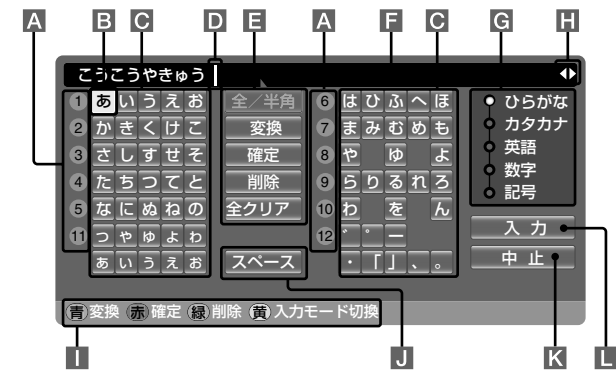 A B C D E A F C G H
こうこうやきゅう
1 あ い う え お 全/半角 6 は ひ ふ へ ほ ひらがな
2 か き く け こ 変換 7 ま み む め も カタカナ
3 さ し す せ そ 確定 8 や ゆ よ 英語
4 た ち つ て と 削除 9 ら り る れ ろ 数字
5 な に ぬ ね の 全クリア 10 わ を ん 記号
11 っ ゃ ゅ ょ ゎ 12 ゛ ゜ ー 入力
ぁ ぃ ぅ ぇ ぉ スペース ・ 「 」 、 。 中止
青 変換 赤 確定 緑 削除 黄 入力モード切換
I J K L